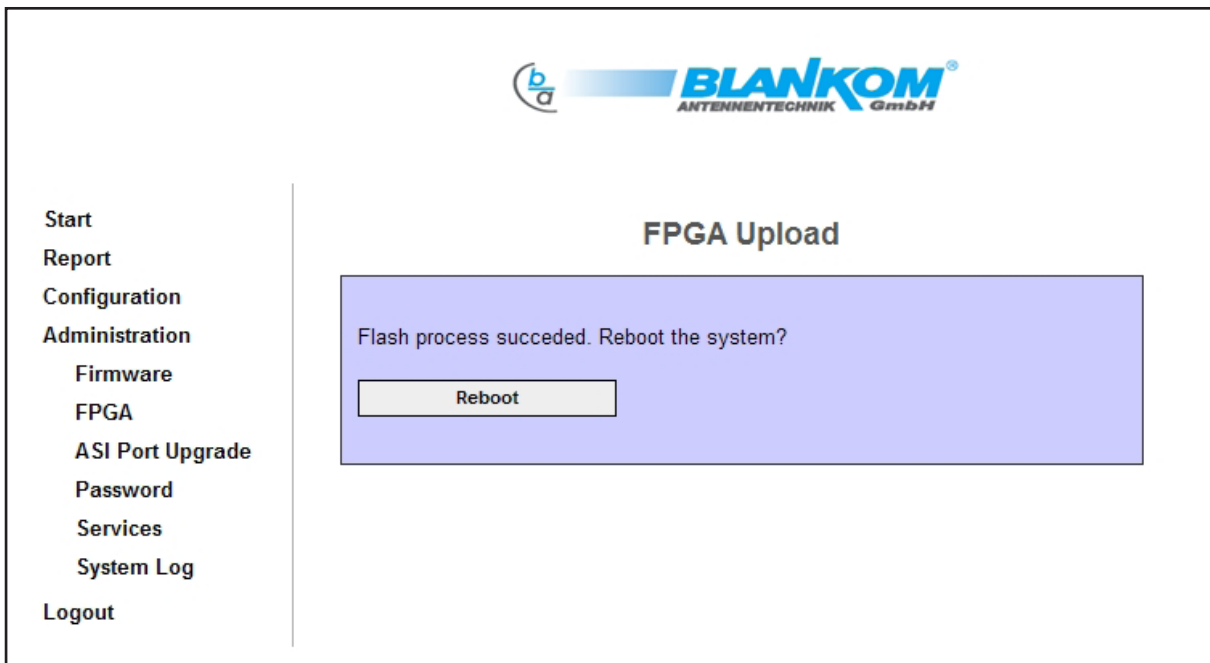 b
a
BLANKOM®
ANTENNENTECHNIK GmbH
Start
Report
Configuration
Administration
Firmware
FPGA
ASI Port Upgrade
Password
Services
System Log
Logout
FPGA Upload
Flash process succeded. Reboot the system?
Reboot